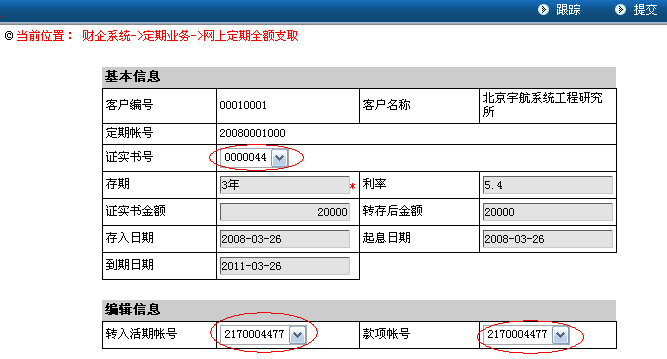 跟踪 提交
当前位置： 财企系统->定期业务->网上定期全额支取
基本信息
客户编号 00010001 客户名称 北京宇航系统工程研究
所
定期帐号 20080001000
证实书号 0000044
存期 3年 * 利率 5.4
证实书金额 20000 转存后金额 20000
存入日期 2008-03-26 起息日期 2008-03-26
到期日期 2011-03-26
编辑信息
转入活期帐号 2170004477 款项帐号 2170004477